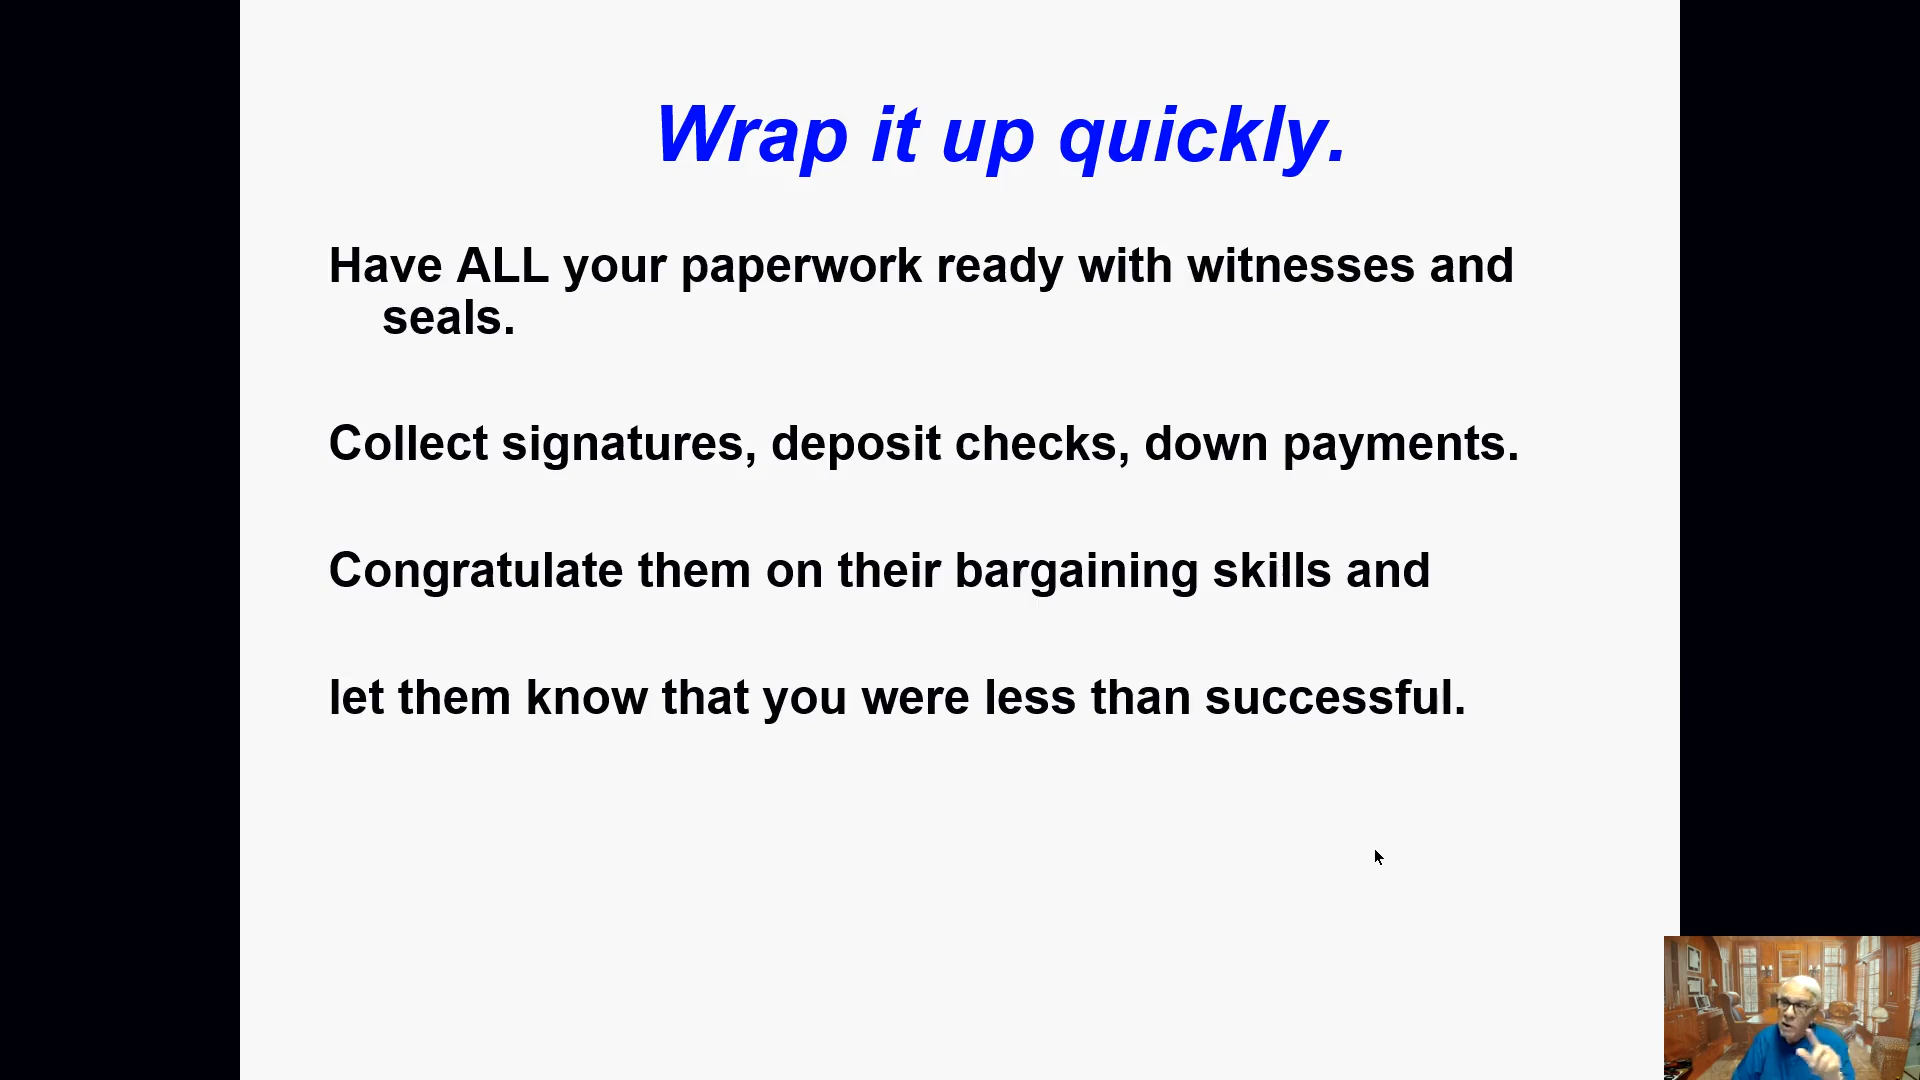 Wrap it up quickly.
Have ALL your paperwork ready with witnesses and
seals.
Collect signatures, deposit checks, down payments.
Congratulate them on their bargaining skills and
let them know that you were less than successful.